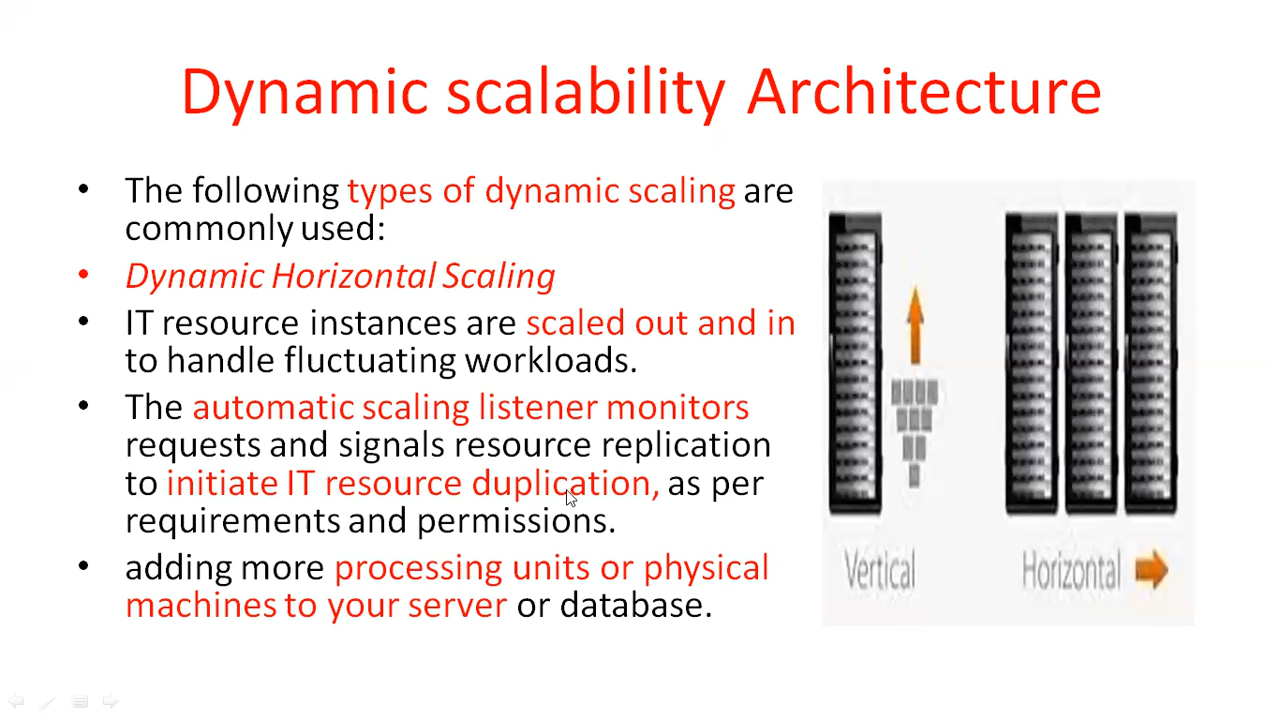 Dynamic scalability Architecture
• The following types of dynamic scaling are
commonly used:
• Dynamic Horizontal Scaling
• IT resource instances are scaled out and in
to handle fluctuating workloads.
• The automatic scaling listener monitors
requests and signals resource replication
to initiate IT resource duplication, as per
requirements and permissions.
• adding more processing units or physical
machines to your server or database.
Vertical
Horizontal